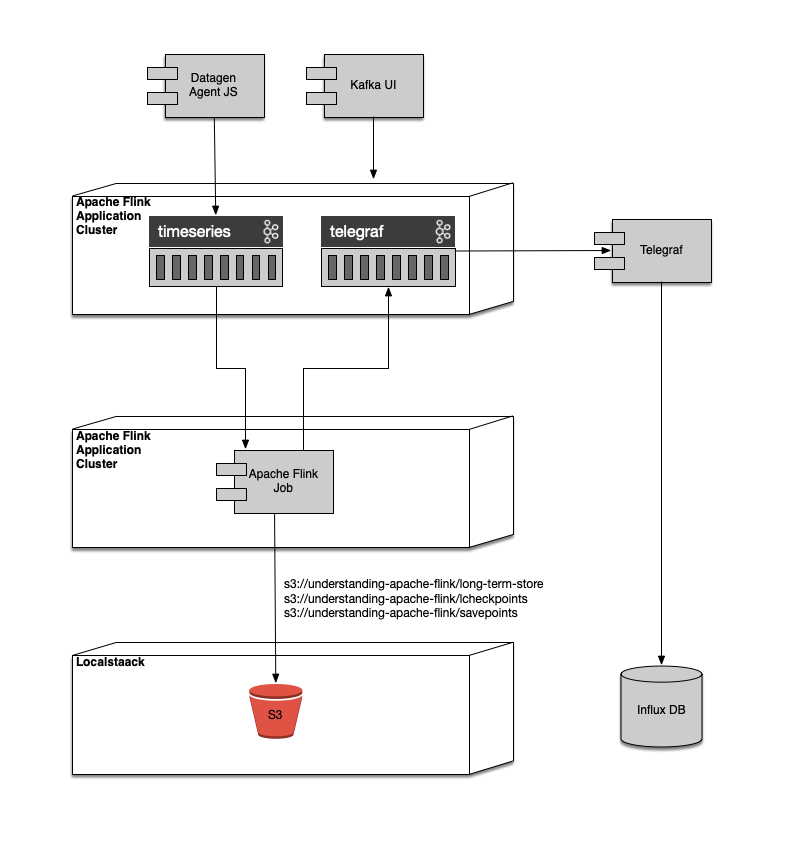 Datagen
Agent JS
Kafka UI
Apache Flink
Application
Cluster
timeseries
telegraf
Telegraf
Apache Flink
Application
Cluster
Apache Flink
Job
s3://understanding-apache-flink/long-term-store
s3://understanding-apache-flink/lcheckpoints
s3://understanding-apache-flink/savepoints
Localstaack
S3
Influx DB